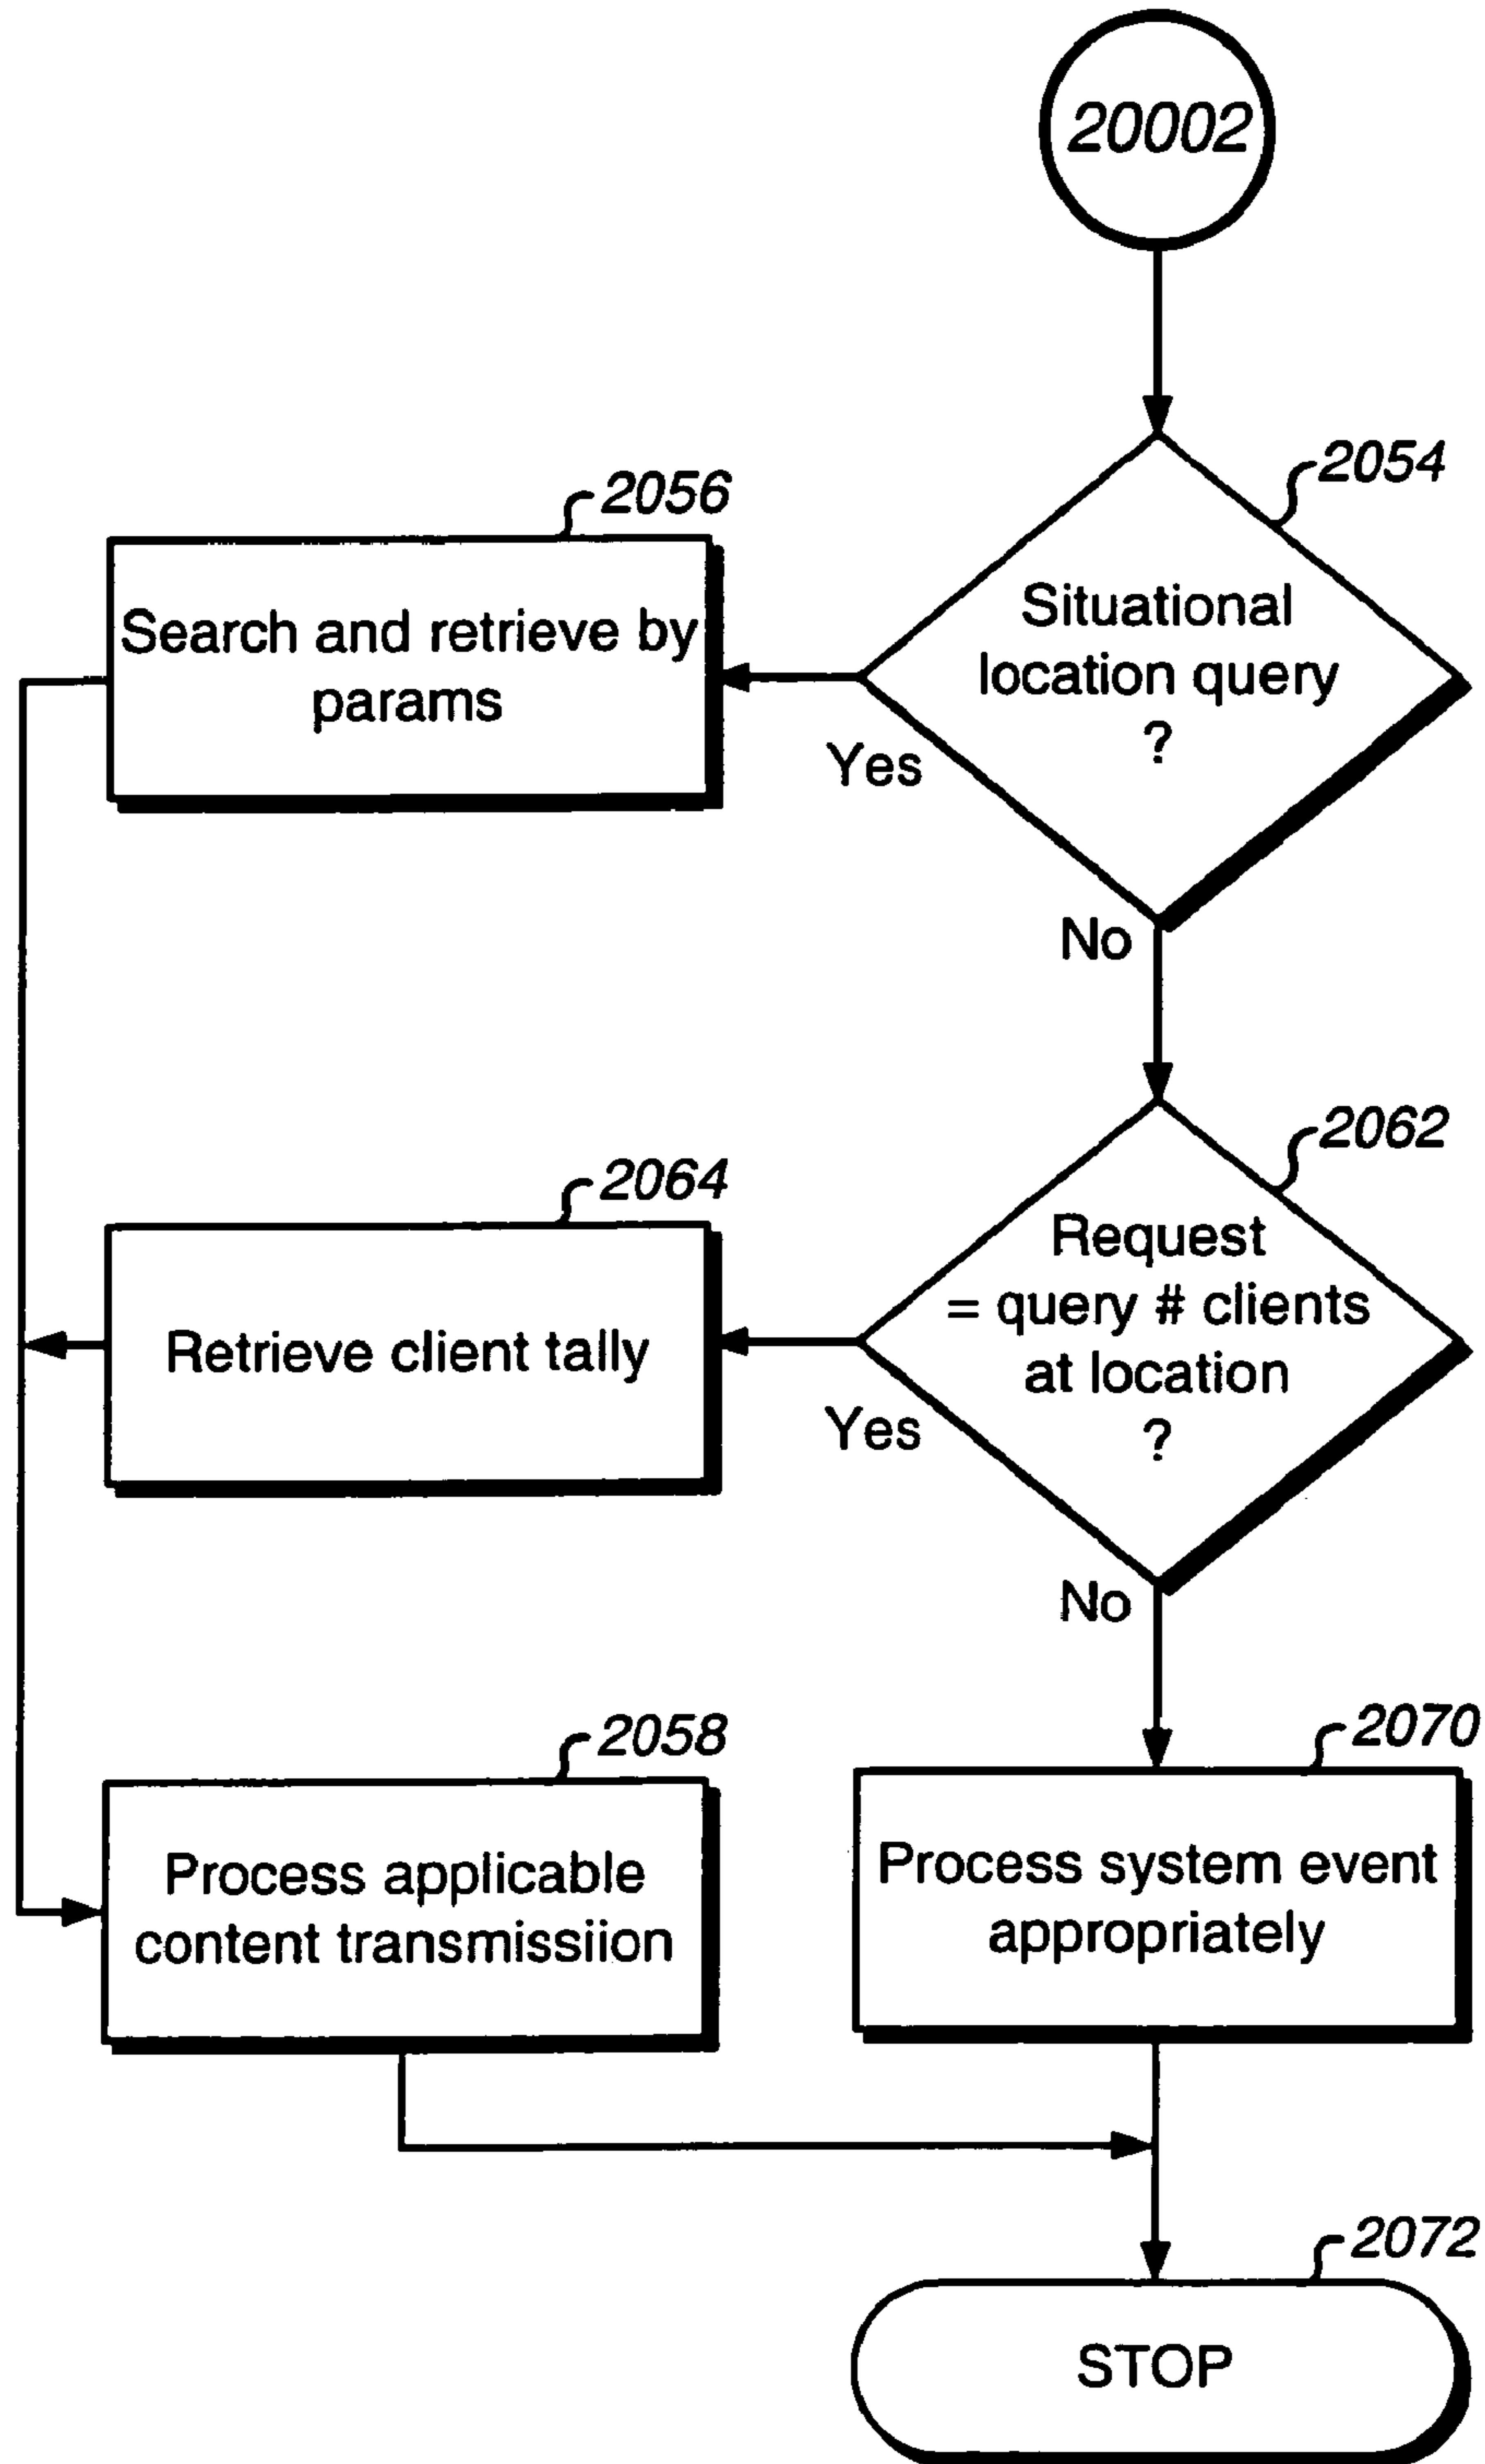 20002
2054
Situational
location query
?
Yes
No
2056
Search and retrieve by
params
2062
Request
= query # clients
at location
?
Yes
No
2064
Retrieve client tally
2058
Process applicable
content transmissiion
2070
Process system event
appropriately
2072
STOP